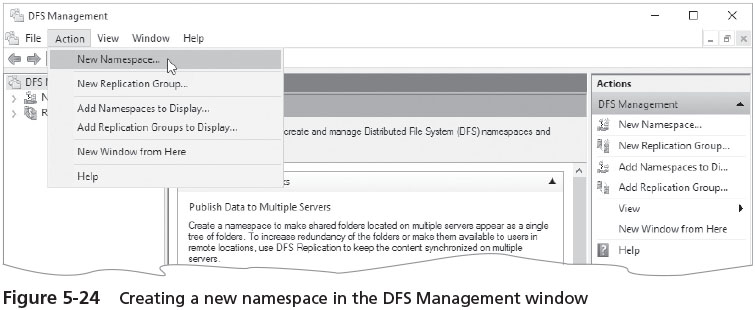 DFS Management
File Action View Window Help
New Namespace...
New Replication Group...
Add Namespaces to Display...
Add Replication Groups to Display...
New Window from Here
Help
DFS M
N
R
create and manage Distributed File System (DFS) namespaces and
Publish Data to Multiple Servers
Create a namespace to make shared folders located on multiple servers appear as a single
tree of folders. To increase redundancy of the folders or make them available to users in
remote locations, use DFS Replication to keep the content synchronized on multiple
servers.
Actions
DFS Management
New Namespace...
New Replication Group...
Add Namespaces to Di...
Add Replication Group...
View
New Window from Here
Help
Figure 5-24 Creating a new namespace in the DFS Management window